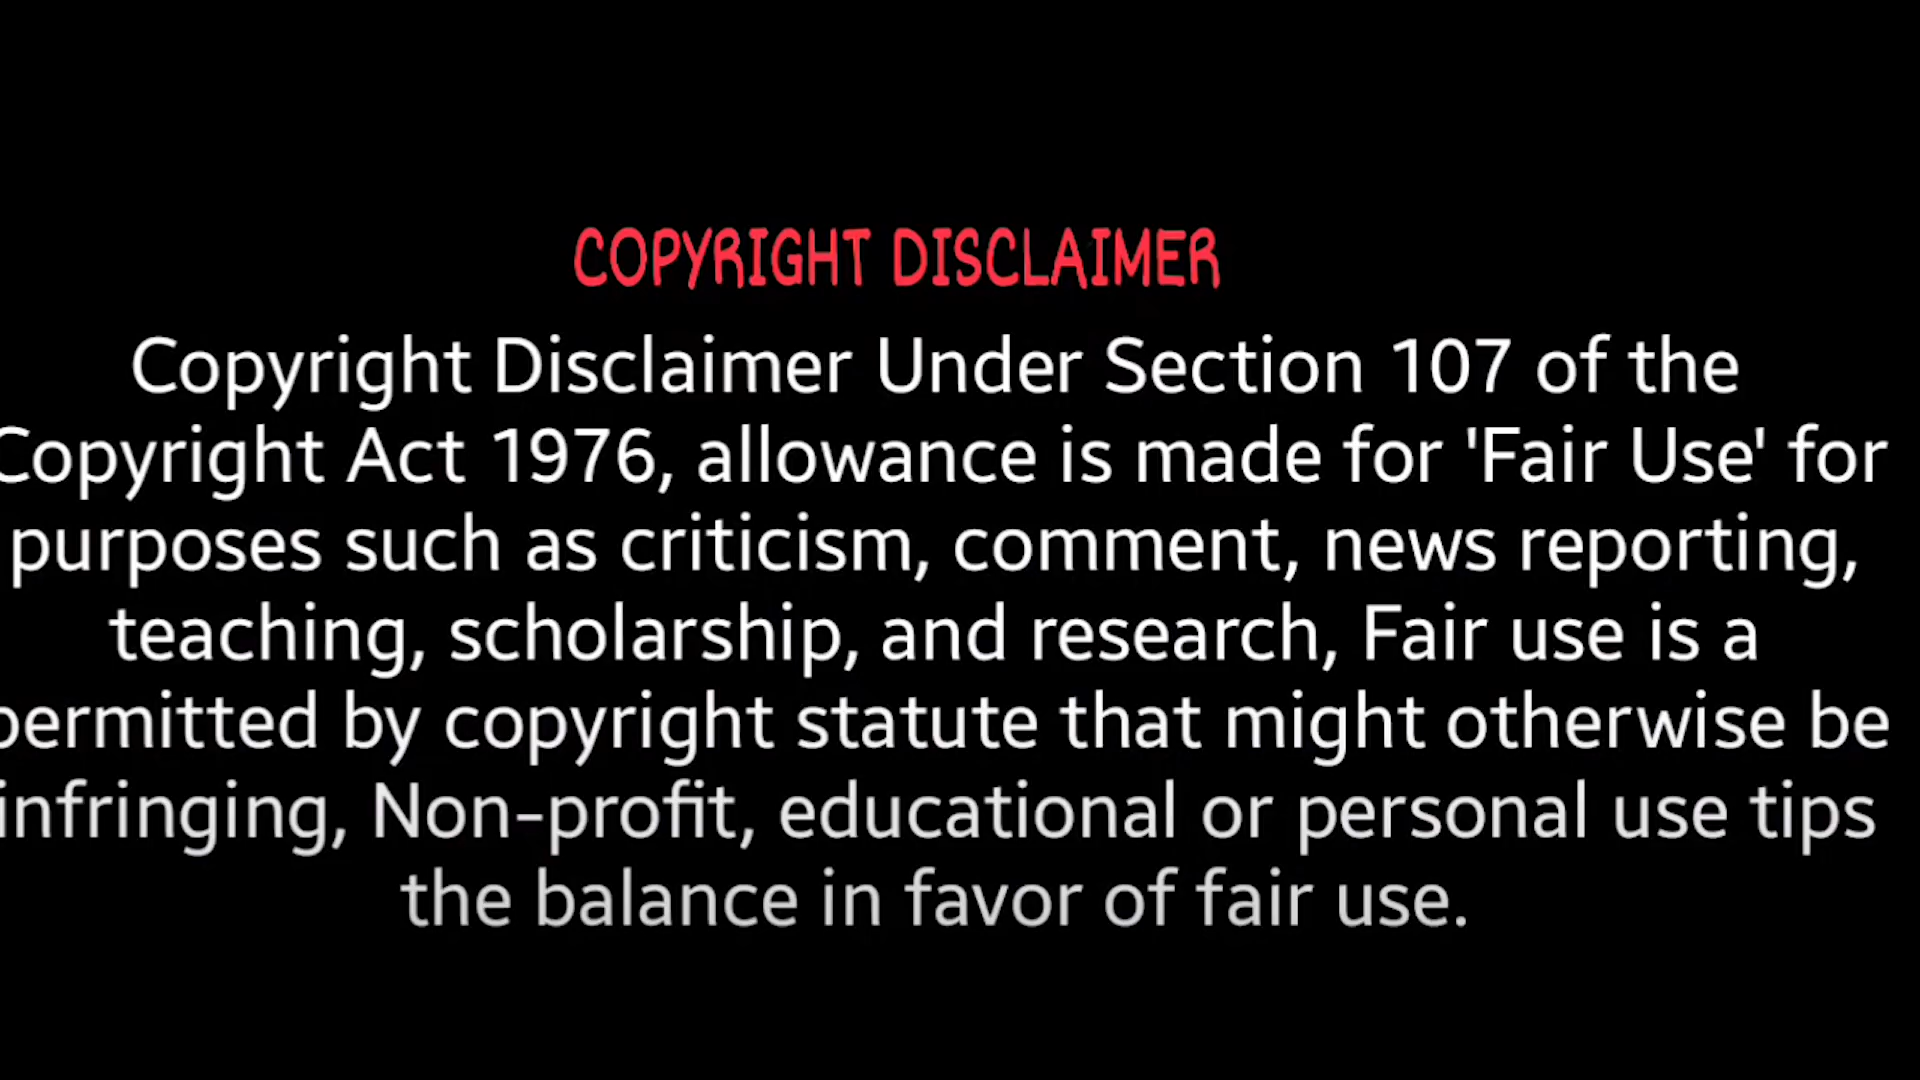 COPYRIGHT DISCLAIMER
Copyright Disclaimer Under Section 107 of the
Copyright Act 1976, allowance is made for 'Fair Use' for
purposes such as criticism, comment, news reporting,
teaching, scholarship, and research, Fair use is a
permitted by copyright statute that might otherwise be
infringing, Non-profit, educational or personal use tips
the balance in favor of fair use.